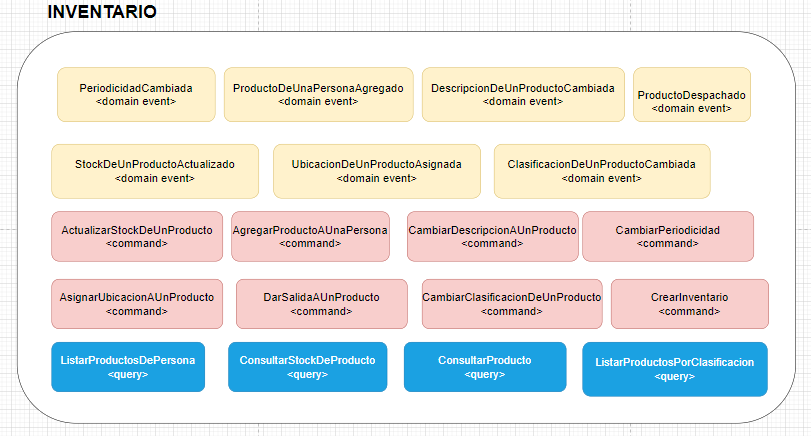 INVENTARIO
PeriodicidadCambiada
<domain event>
ProductoDeUnaPersonaAgregado
<domain event>
DescripcionDeUnProductoCambiada
<domain event>
ProductoDespachado
<domain event>
StockDeUnProductoActualizado
<domain event>
UbicacionDeUnProductoAsignada
<domain event>
ClasificacionDeUnProductoCambiada
<domain event>
ActualizarStockDeUnProducto
<command>
AgregarProductoAUnaPersona
<command>
CambiarDescripcionAUnProducto
<command>
CambiarPeriodicidad
<command>
AsignarUbicacionAUnProducto
<command>
DarSalidaAUnProducto
<command>
CambiarClasificacionDeUnProducto
<command>
CrearInventario
<command>
ListarProductosDePersona
<query>
ConsultarStockDeProducto
<query>
ConsultarProducto
<query>
ListarProductosPorClasificacion
<query>